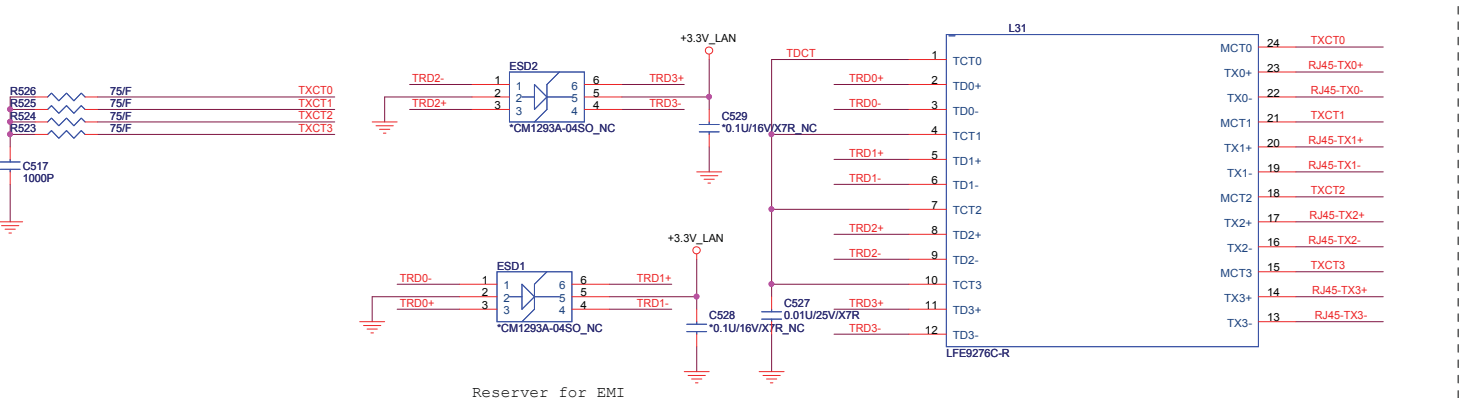 R526 75/F TXCT0
R525 75/F TXCT1
R524 75/F TXCT2
R523 75/F TXCT3
C517
1000P
+3.3V_LAN
ESD2
TRD2- 1 1 6 6 TRD3+
2 2 5 5
TRD2+ 3 3 4 4 TRD3-
*CM1293A-04SO_NC
C529
*0.1U/16V/X7R_NC
+3.3V_LAN
ESD1
TRD0- 1 1 6 6 TRD1+
2 2 5 5
TRD0+ 3 3 4 4 TRD1-
*CM1293A-04SO_NC
C528
*0.1U/16V/X7R_NC
C527
0.01U/25V/X7R
Reserver for EMI
L31
TDCT 1 TCT0 MCT0 24 TXCT0
TRD0+ 2 TD0+ TX0+ 23 RJ45-TX0+
TRD0- 3 TD0- TX0- 22 RJ45-TX0-
4 TCT1 MCT1 21 TXCT1
TRD1+ 5 TD1+ TX1+ 20 RJ45-TX1+
TRD1- 6 TD1- TX1- 19 RJ45-TX1-
7 TCT2 MCT2 18 TXCT2
TRD2+ 8 TD2+ TX2+ 17 RJ45-TX2+
TRD2- 9 TD2- TX2- 16 RJ45-TX2-
10 TCT3 MCT3 15 TXCT3
TRD3+ 11 TD3+ TX3+ 14 RJ45-TX3+
TRD3- 12 TD3- TX3- 13 RJ45-TX3-
LFE9276C-R